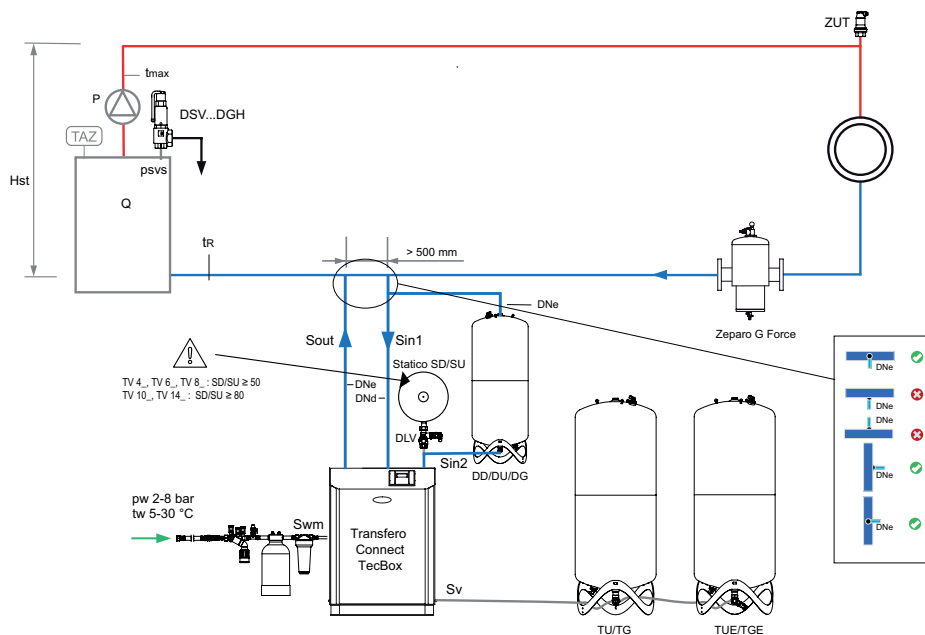 ZUT
tmax
P
DSV...DGH
TAZ
psvs
Hst
Q
tR
> 500 mm
DNe
Zeparo G Force
Sout
Sin1
Statico SD/SU
TV 4_, TV 6_, TV 8_ : SD/SU ≥ 50
TV 10_, TV 14_ : SD/SU ≥ 80
DNe
DNd
DLV
Sin2
DD/DU/DG
DNe
DNe
DNe
DNe
DNe
pw 2-8 bar
tw 5-30 °C
Swm
Transfero
Connect
TecBox
Sv
TU/TG
TUE/TGE